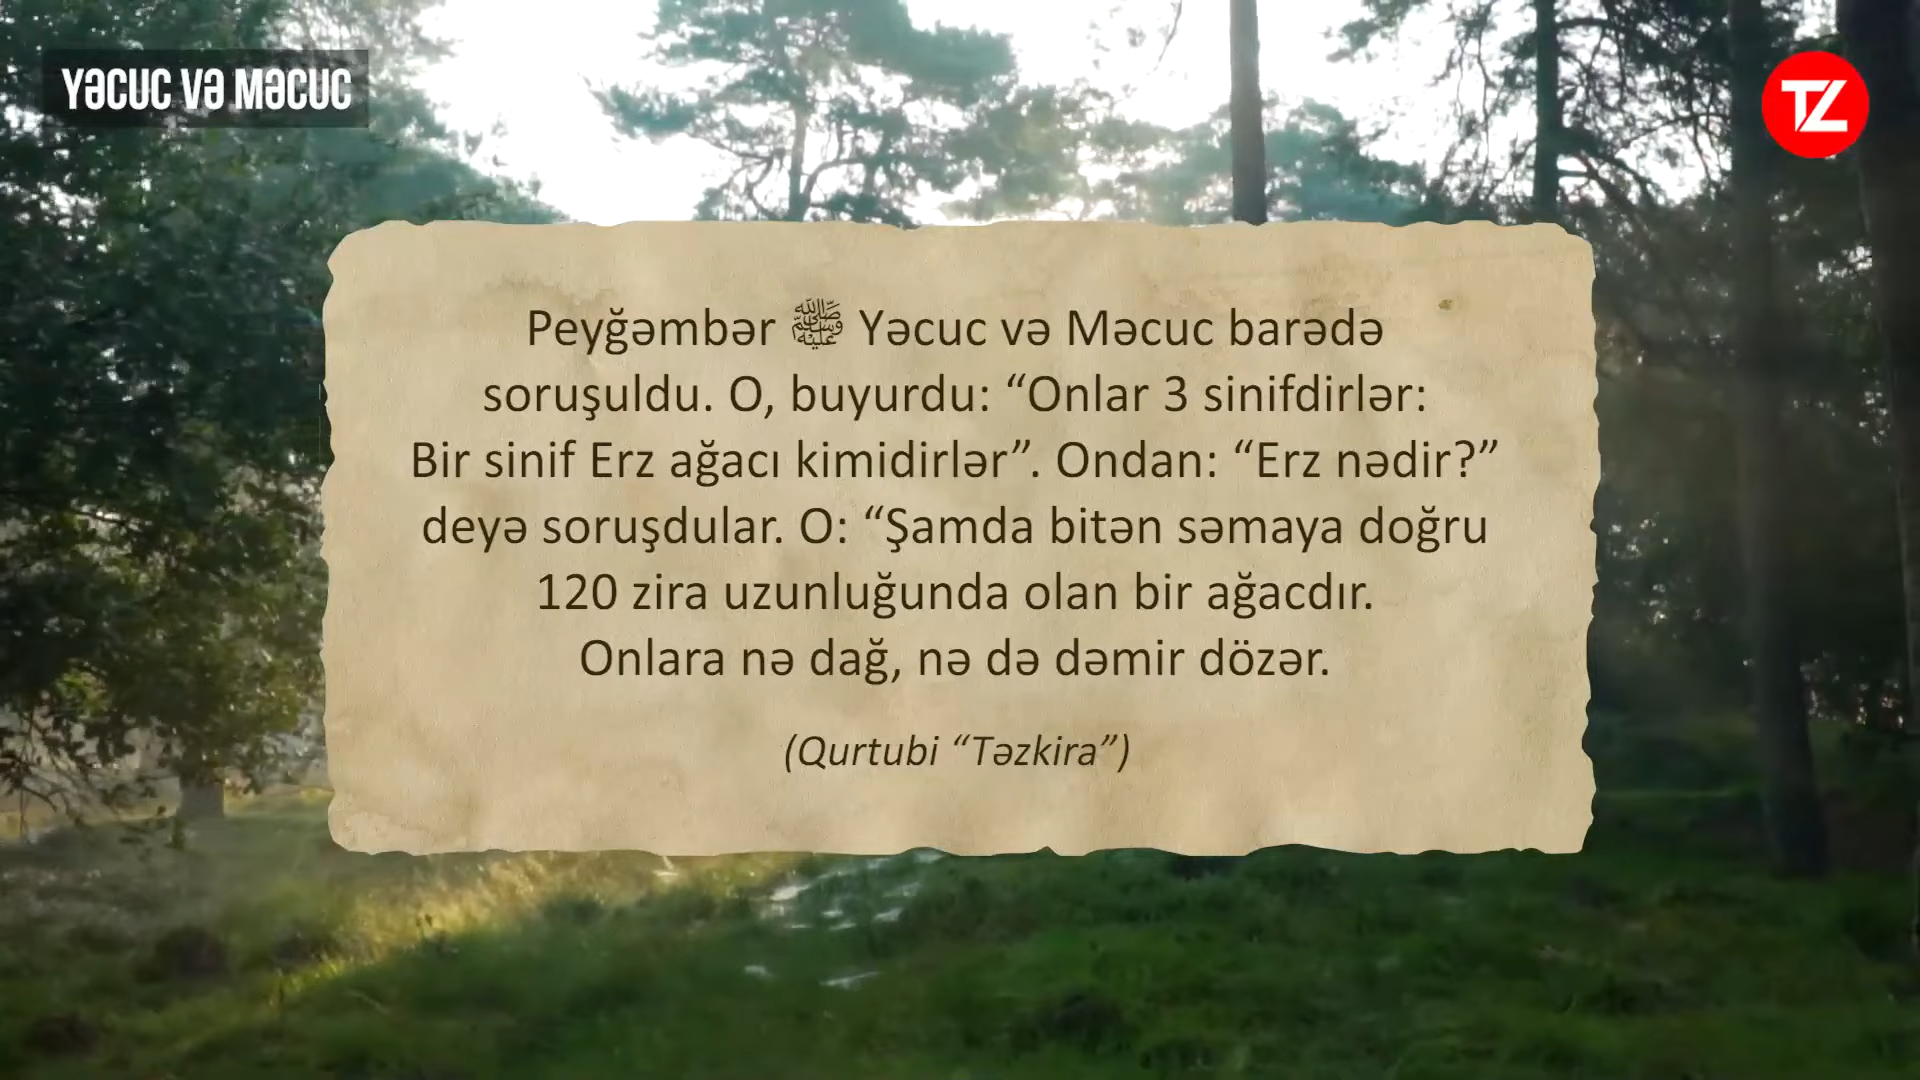 YƏCUC VƏ MƏCUC
TZ
Peyğəmbər ﷺ Yəcuc və Məcuc barədə
soruşuldu. O, buyurdu: “Onlar 3 sinifdirlər:
Bir sinif Erz ağacı kimidirlər”. Ondan: “Erz nədir?”
deyə soruşdular. O: “Şamda bitən səmaya doğru
120 zira uzunluğunda olan bir ağacdır.
Onlara nə dağ, nə də dəmir dözər.
(Qurtubi “Təzkira”)